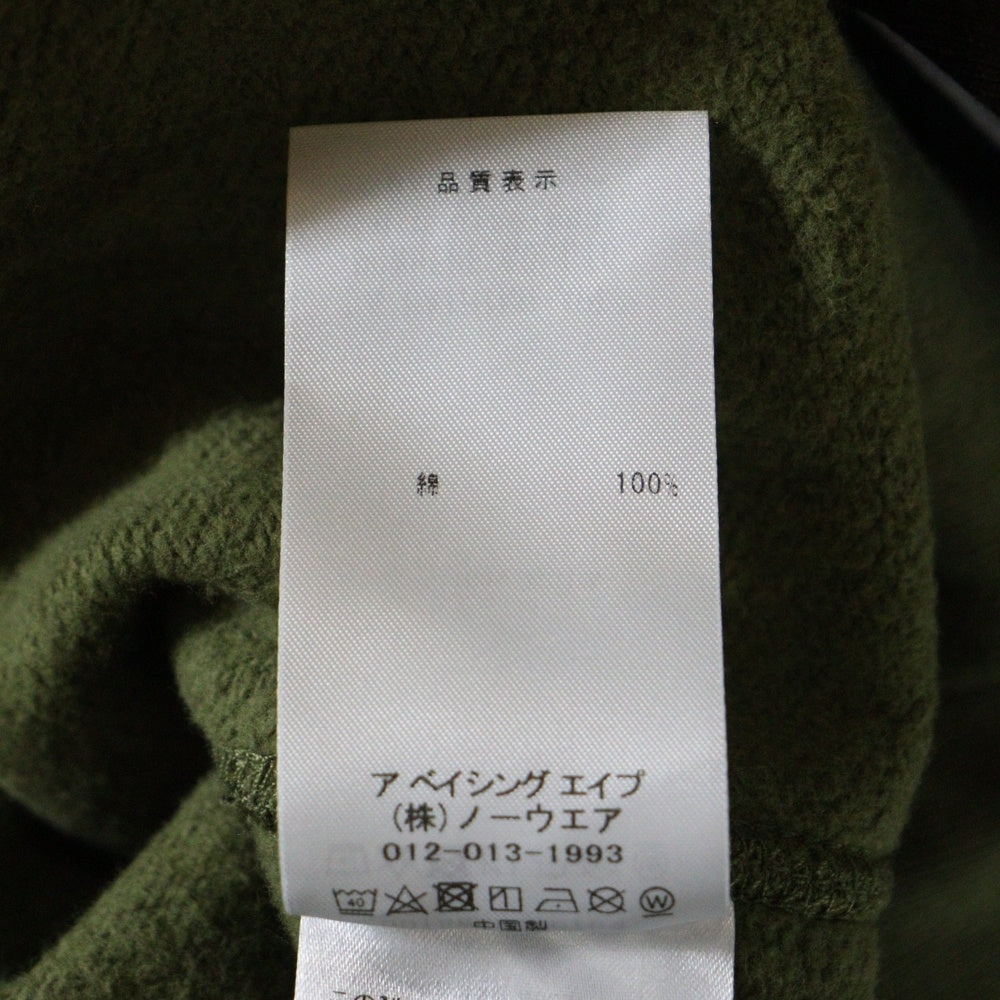 品質表示
綿 100%
ア ベイシング エイプ
(株)ノーウエア
012-013-1993
40 W
中国製